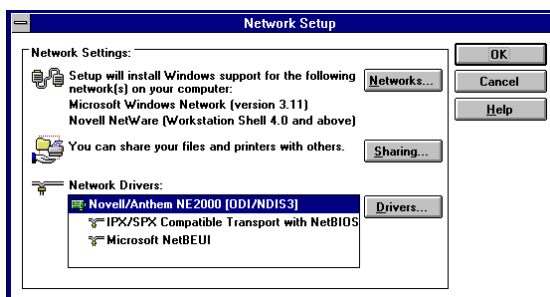 Network Setup
Network Settings:
Setup will install Windows support for the following
network(s) on your computer:
Microsoft Windows Network (version 3.11)
Novell NetWare (Workstation Shell 4.0 and above)
Networks...
You can share your files and printers with others.
Sharing...
Network Drivers:
Novell/Anthem NE2000 [ODI/NDIS3]
IPX/SPX Compatible Transport with NetBIOS
Microsoft NetBEUI
Drivers...
OK
Cancel
Help